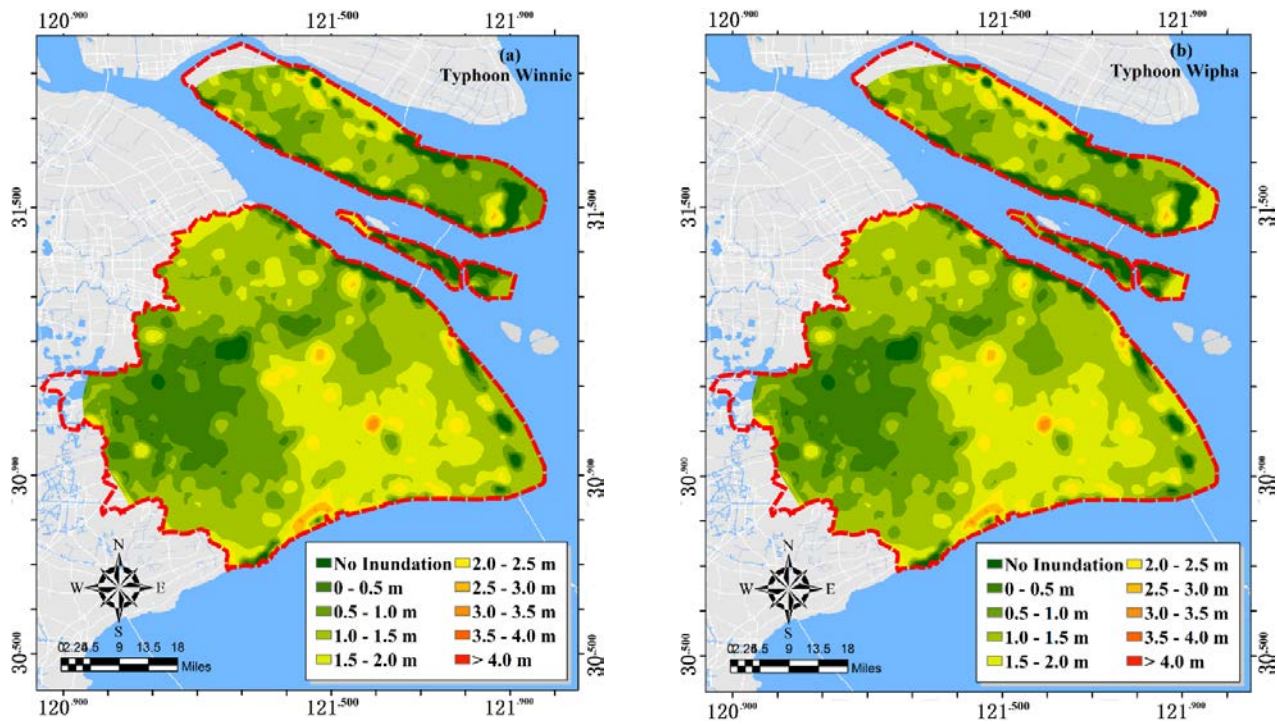 120.900 121.500 121.900
(a)
Typhoon Winnie
31.500
30.900
30.500
31.500
30.900
30.500
N
W E
S
02.254.5 9 13.5 18
Miles
No Inundation
0 - 0.5 m
0.5 - 1.0 m
1.0 - 1.5 m
1.5 - 2.0 m
2.0 - 2.5 m
2.5 - 3.0 m
3.0 - 3.5 m
3.5 - 4.0 m
> 4.0 m
120.900 121.500 121.900
120.900 121.500 121.900
(b)
Typhoon Wipha
31.500
30.900
30.500
N
W E
S
02.254.5 9 13.5 18
Miles
No Inundation
0 - 0.5 m
0.5 - 1.0 m
1.0 - 1.5 m
1.5 - 2.0 m
2.0 - 2.5 m
2.5 - 3.0 m
3.0 - 3.5 m
3.5 - 4.0 m
> 4.0 m
120.900 121.500 121.900